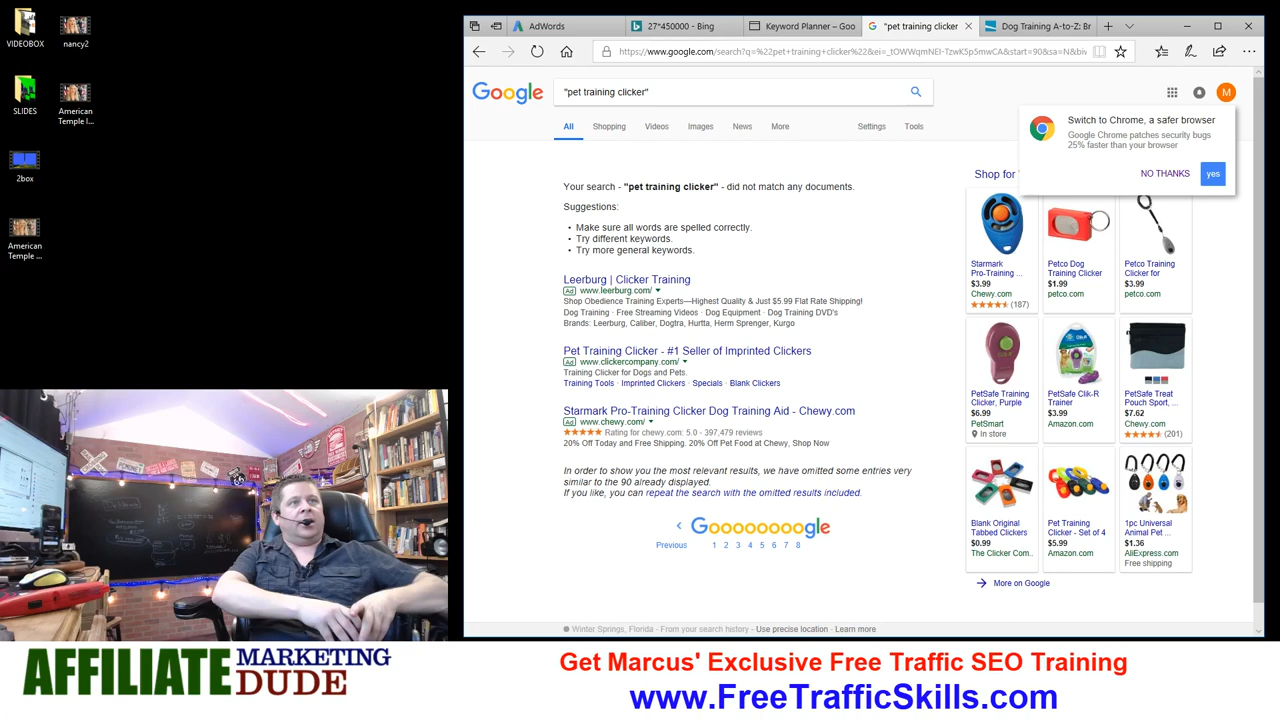 VIDEOBOX
nancy2
SLIDES
American
Temple I...
2box
American
Temple ...
AdWords
27*450000 - Bing
Keyword Planner – Goo
"pet training clicker
Dog Training A-to-Z: Br
https://www.google.com/search?q=%22pet+training+clicker%22&ei=_tOWWqmNEI-TzwK5p5mwCA&start=90&sa=N&biv
Google
"pet training clicker"
M
All
Shopping
Videos
Images
News
More
Settings
Tools
Switch to Chrome, a safer browser
Google Chrome patches security bugs
25% faster than your browser
NO THANKS
yes
Your search - "pet training clicker" - did not match any documents.
Suggestions:
• Make sure all words are spelled correctly.
• Try different keywords.
• Try more general keywords.
Leerburg | Clicker Training
Ad www.leerburg.com/
Shop Obedience Training Experts—Highest Quality & Just $5.99 Flat Rate Shipping!
Dog Training · Free Streaming Videos · Dog Equipment · Dog Training DVD's
Brands: Leerburg, Caliber, Dogtra, Hurtta, Herm Sprenger, Kurgo
Pet Training Clicker - #1 Seller of Imprinted Clickers
Ad www.clickercompany.com/
Training Clicker for Dogs and Pets.
Training Tools · Imprinted Clickers · Specials · Blank Clickers
Starmark Pro-Training Clicker Dog Training Aid - Chewy.com
Ad www.chewy.com/
Rating for chewy.com: 5.0 - 397,479 reviews
20% Off Today and Free Shipping. 20% Off Pet Food at Chewy, Shop Now
In order to show you the most relevant results, we have omitted some entries very
similar to the 90 already displayed.
If you like, you can repeat the search with the omitted results included.
Gooooooooogle
Previous
1 2 3 4 5 6 7 8
Shop for
Starmark
Pro-Training ...
$3.99
Chewy.com
(187)
Petco Dog
Training Clicker
$1.99
petco.com
Petco Training
Clicker for
$3.99
petco.com
PetSafe Training
Clicker, Purple
$6.99
PetSmart
In store
PetSafe Clik-R
Trainer
$3.99
Amazon.com
PetSafe Treat
Pouch Sport, ...
$7.62
Chewy.com
(201)
Blank Original
Tabbed Clickers
$0.99
The Clicker Com..
Pet Training
Clicker - Set of 4
$5.99
Amazon.com
1pc Universal
Animal Pet ...
$1.36
AliExpress.com
Free shipping
More on Google
Winter Springs, Florida - From your search history - Use precise location - Learn more
AFFILIATE
MARKETING
DUDE
Get Marcus' Exclusive Free Traffic SEO Training
www.FreeTrafficSkills.com